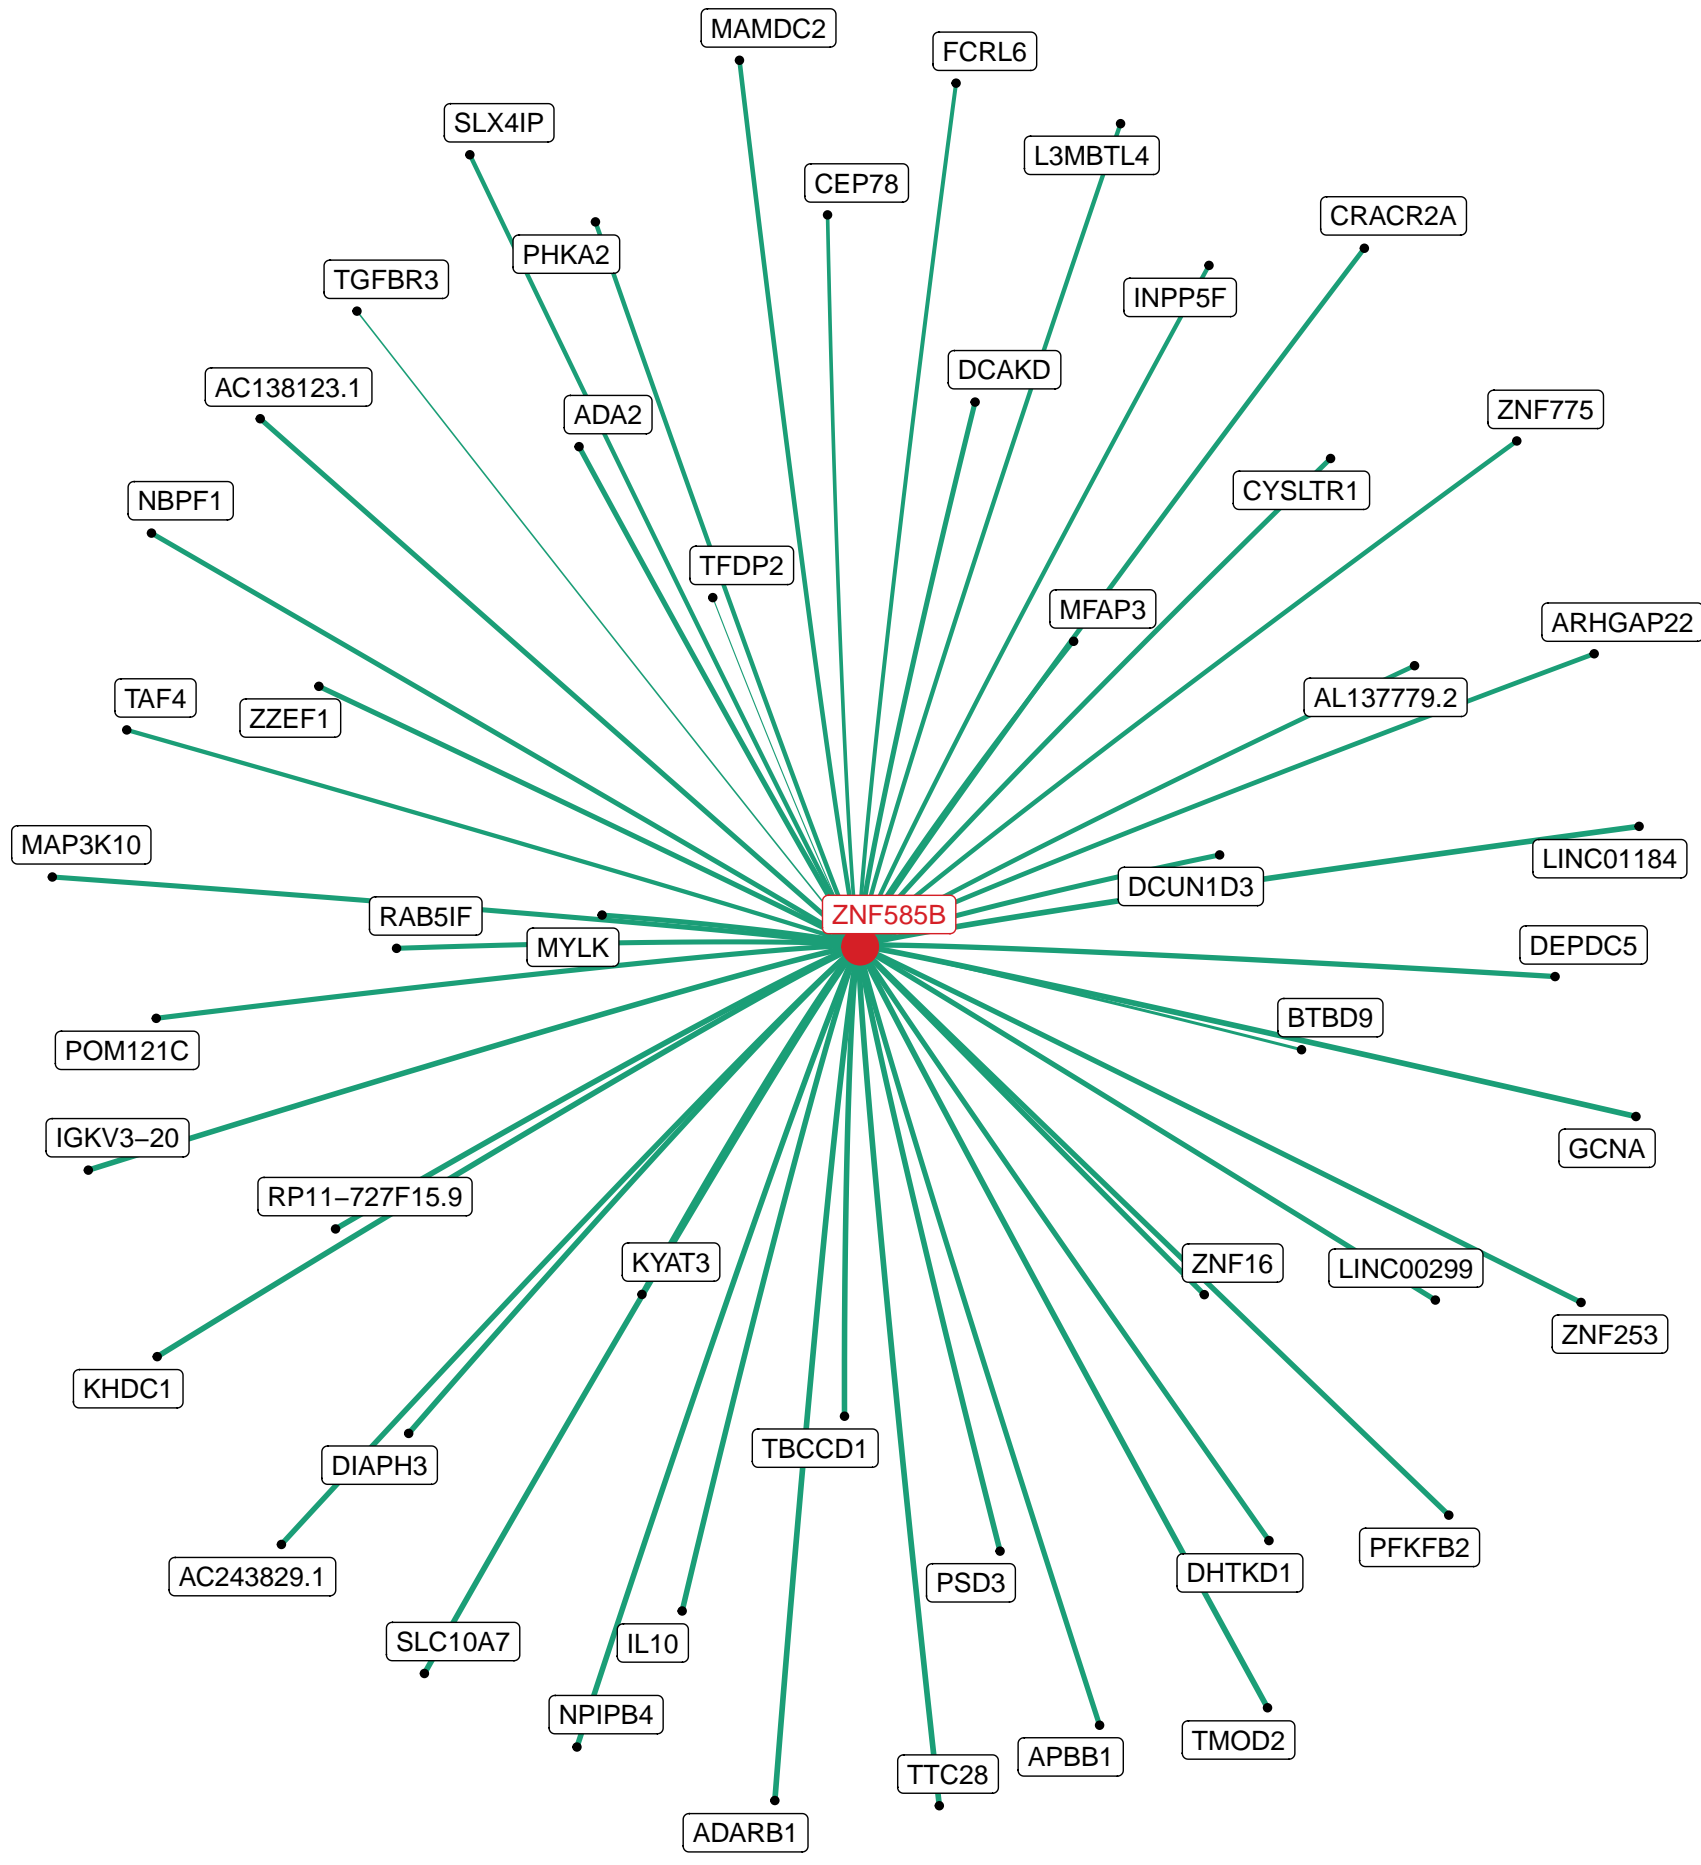 MAMDC2
FCRL6
SLX4IP
L3MBTL4
CEP78
CRACR2A
PHKA2
TGFBR3
INPP5F
DCAKD
AC138123.1
ADA2
ZNF775
CYSLTR1
NBPF1
TFDP2
MFAP3
ARHGAP22
TAF4
AL137779.2
ZZEF1
MAP3K10
LINC01184
DCUN1D3
RAB5IF
ZNF585B
MYLK
DEPDC5
BTBD9
POM121C
IGKV3−20
GCNA
RP11−727F15.9
KYAT3
ZNF16
LINC00299
ZNF253
KHDC1
TBCCD1
DIAPH3
PFKFB2
DHTKD1
AC243829.1
PSD3
SLC10A7
IL10
NPIPB4
TMOD2
APBB1
TTC28
ADARB1